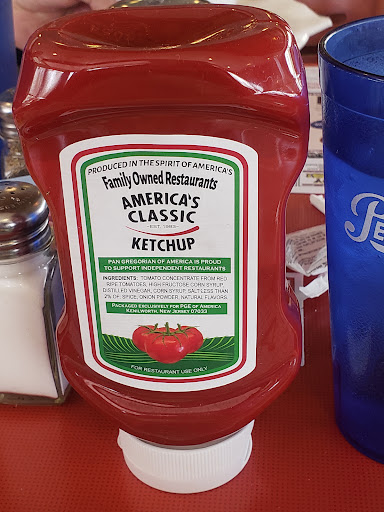 PRODUCED IN THE SPIRIT OF AMERICA'S
Family Owned Restaurants
AMERICA'S
CLASSIC
EST. 1985
KETCHUP
PAN GREGORIAN OF AMERICA IS PROUD
TO SUPPORT INDEPENDENT RESTAURANTS
INGREDIENTS: TOMATO CONCENTRATE FROM RED
RIPE TOMATOES, HIGH FRUCTOSE CORN SYRUP,
DISTILLED VINEGAR, CORN SYRUP, SALT, LESS THAN
2% OF: SPICE, ONION POWDER, NATURAL FLAVORS.
PACKAGED EXCLUSIVELY FOR PGE OF AMERICA
KENILWORTH, NEW JERSEY 07033
FOR RESTAURANT USE ONLY